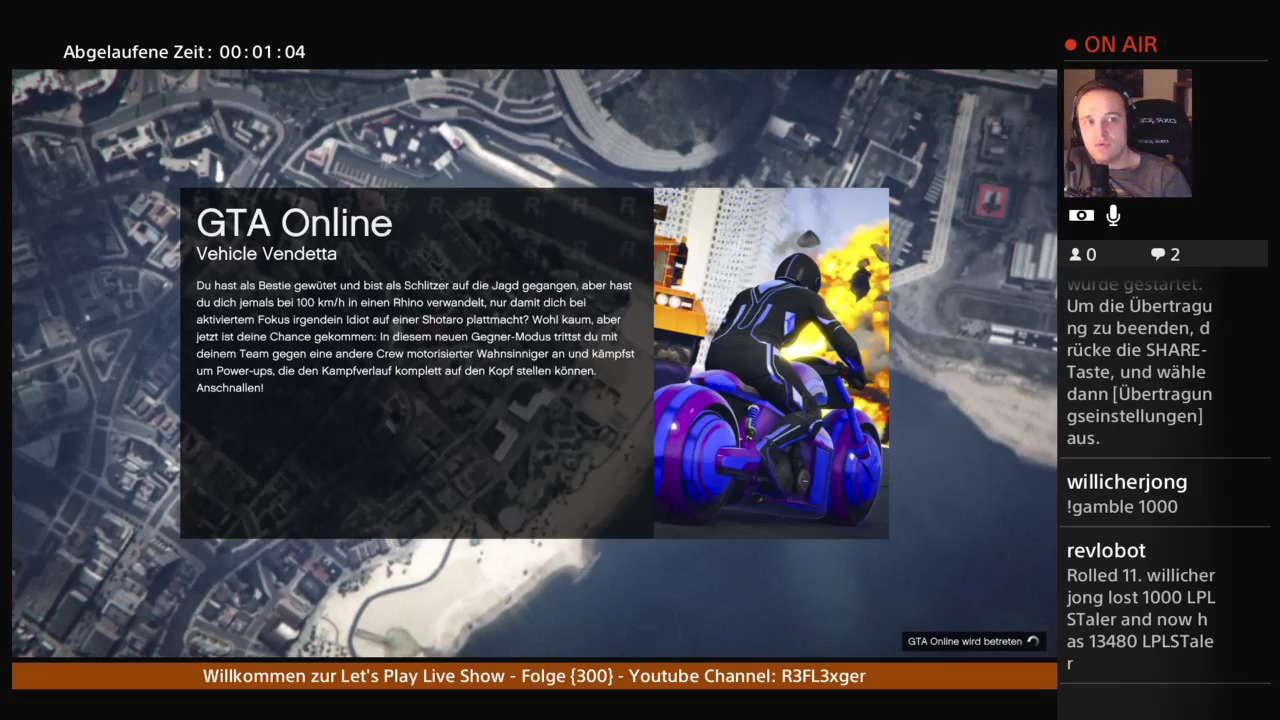 Abgelaufene Zeit: 00:01:04
ON AIR
GTA Online
Vehicle Vendetta
Du hast als Bestie gewütet und bist als Schlitzer auf die Jagd gegangen, aber hast
du dich jemals bei 100 km/h in einen Rhino verwandelt, nur damit dich bei
aktiviertem Fokus irgendein Idiot auf einer Shotaro plattmacht? Wohl kaum, aber
jetzt ist deine Chance gekommen: In diesem neuen Gegner-Modus trittst du mit
deinem Team gegen eine andere Crew motorisierter Wahnsinniger an und kämpfst
um Power-ups, die den Kampfverlauf komplett auf den Kopf stellen können.
Anschnallen!
GTA Online wird betreten
Willkommen zur Let's Play Live Show - Folge {300} - Youtube Channel: R3FL3xger
0
2
wurde gestartet.
Um die Übertragu
ng zu beenden, d
rücke die SHARE-
Taste, und wähle
dann [Übertragun
gseinstellungen]
aus.
willicherjong
!gamble 1000
revlobot
Rolled 11. willicher
jong lost 1000 LPL
STaler and now h
as 13480 LPLSTale
r